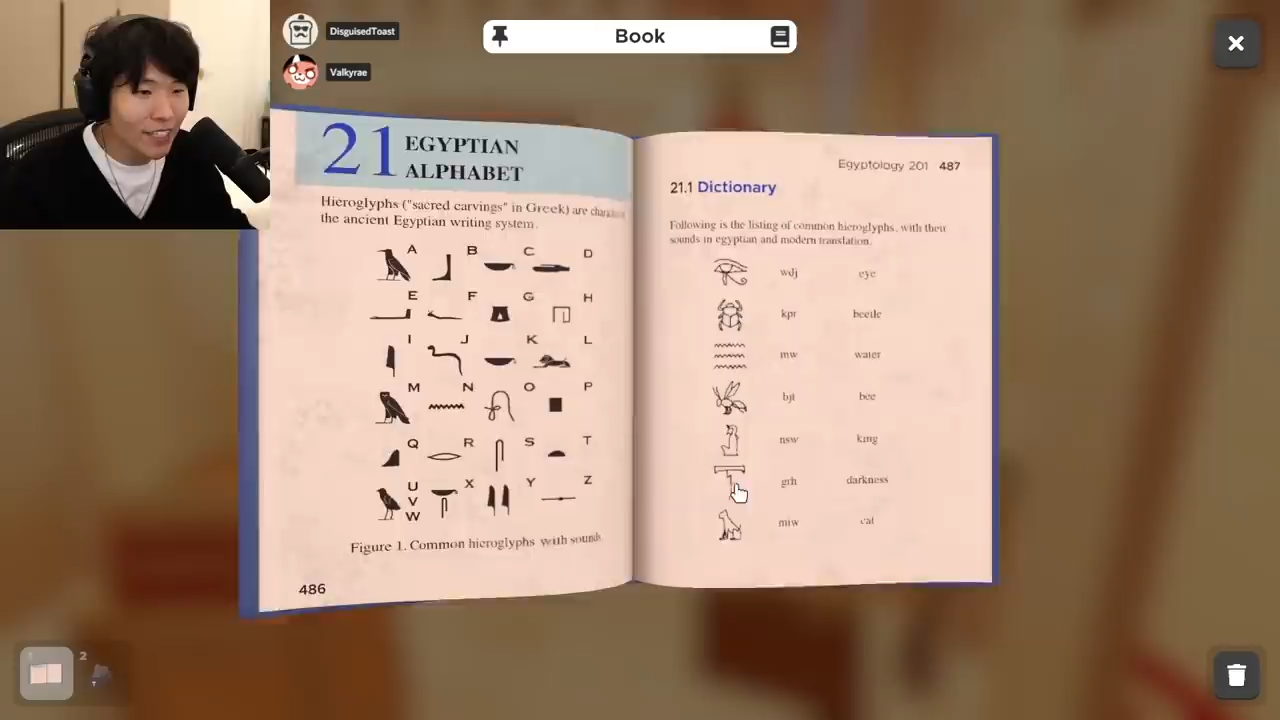 DisguisedToast
Valkyrae
Book
21 EGYPTIAN
ALPHABET
Hieroglyphs ("sacred carvings" in Greek) are
the ancient Egyptian writing system.
A B C D
E F G H
I J K L
M N O P
Q R S T
U X Y Z
V
W
Figure 1. Common hieroglyphs with sounds
486
Egyptology 201 487
21.1 Dictionary
Following is the listing of common hieroglyphs, with their
sounds in egyptian and modern translation.
wdj eye
kpr beetle
mw water
bjt bee
nsw king
grh darkness
miw cat
1 2